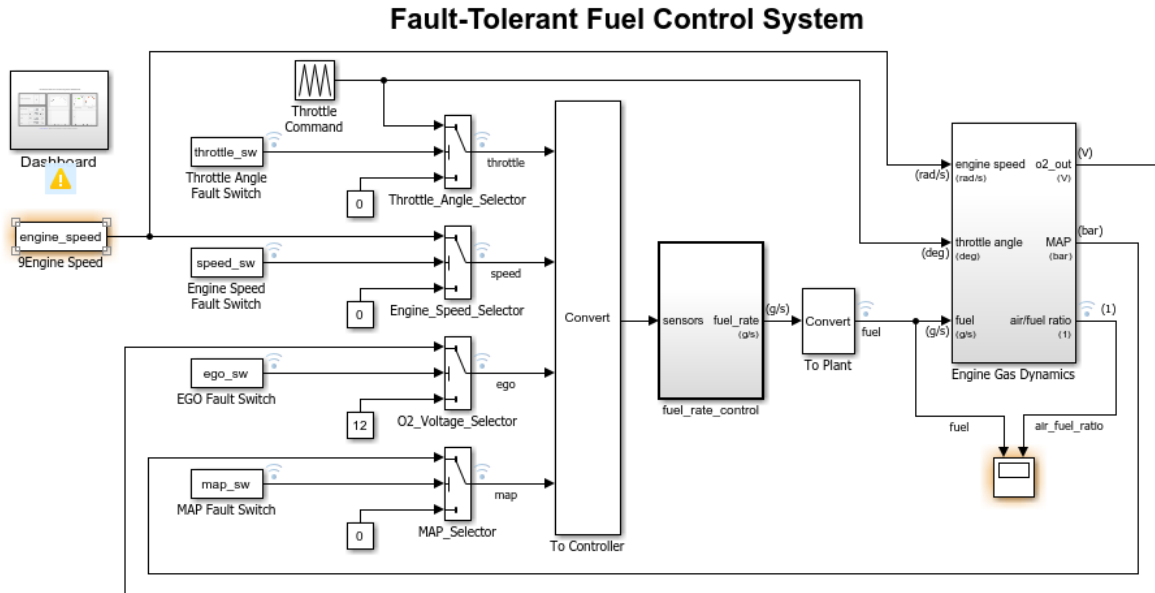 Fault-Tolerant Fuel Control System
Dashboard
Throttle
Command
throttle_sw
Throttle Angle
Fault Switch
0
throttle
Throttle_Angle_Selector
engine_speed
9Engine Speed
speed_sw
Engine Speed
Fault Switch
0
speed
Engine_Speed_Selector
ego_sw
EGO Fault Switch
12
ego
O2_Voltage_Selector
map_sw
MAP Fault Switch
0
map
MAP_Selector
Convert
To Controller
sensors
fuel_rate
(g/s)
fuel_rate_control
(g/s)
Convert
To Plant
fuel
(rad/s)
engine speed
(rad/s)
o2_out
(V)
(V)
(deg)
throttle angle
(deg)
MAP
(bar)
(bar)
(g/s)
fuel
(g/s)
air/fuel ratio
(1)
(1)
Engine Gas Dynamics
fuel
air_fuel_ratio